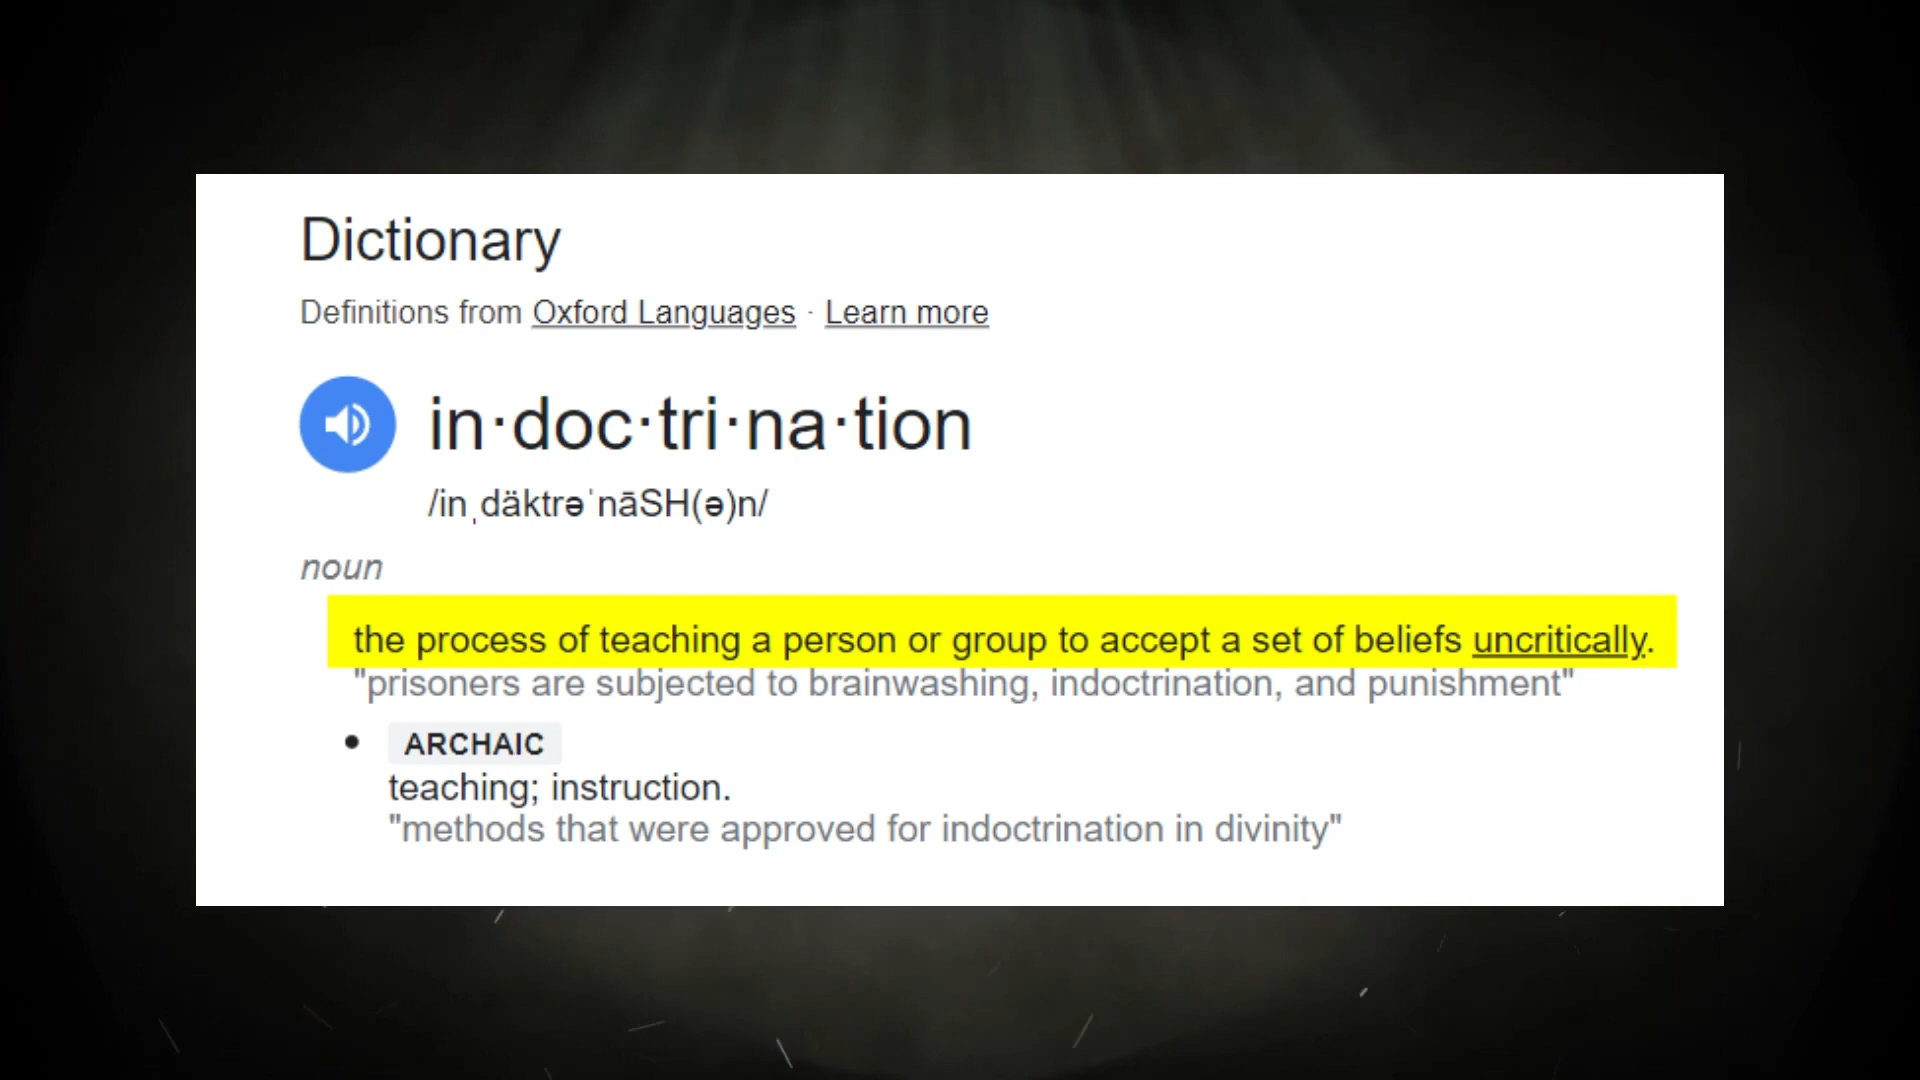 Dictionary
Definitions from Oxford Languages · Learn more
in·doc·tri·na·tion
/inˌdäktrəˈnāSH(ə)n/
noun
the process of teaching a person or group to accept a set of beliefs uncritically.
"prisoners are subjected to brainwashing, indoctrination, and punishment"
• ARCHAIC
teaching; instruction.
"methods that were approved for indoctrination in divinity"